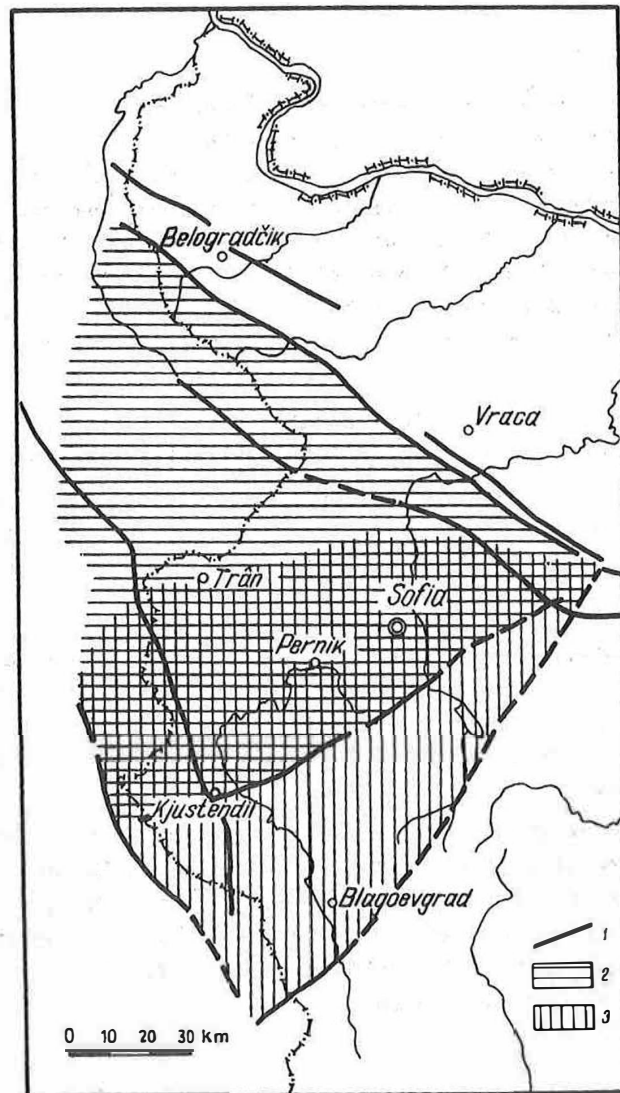 Belogradčik
Vraca
Trăn
Sofia
Pernik
Kjustendil
Blagoevgrad
1
2
3
0 10 20 30 km